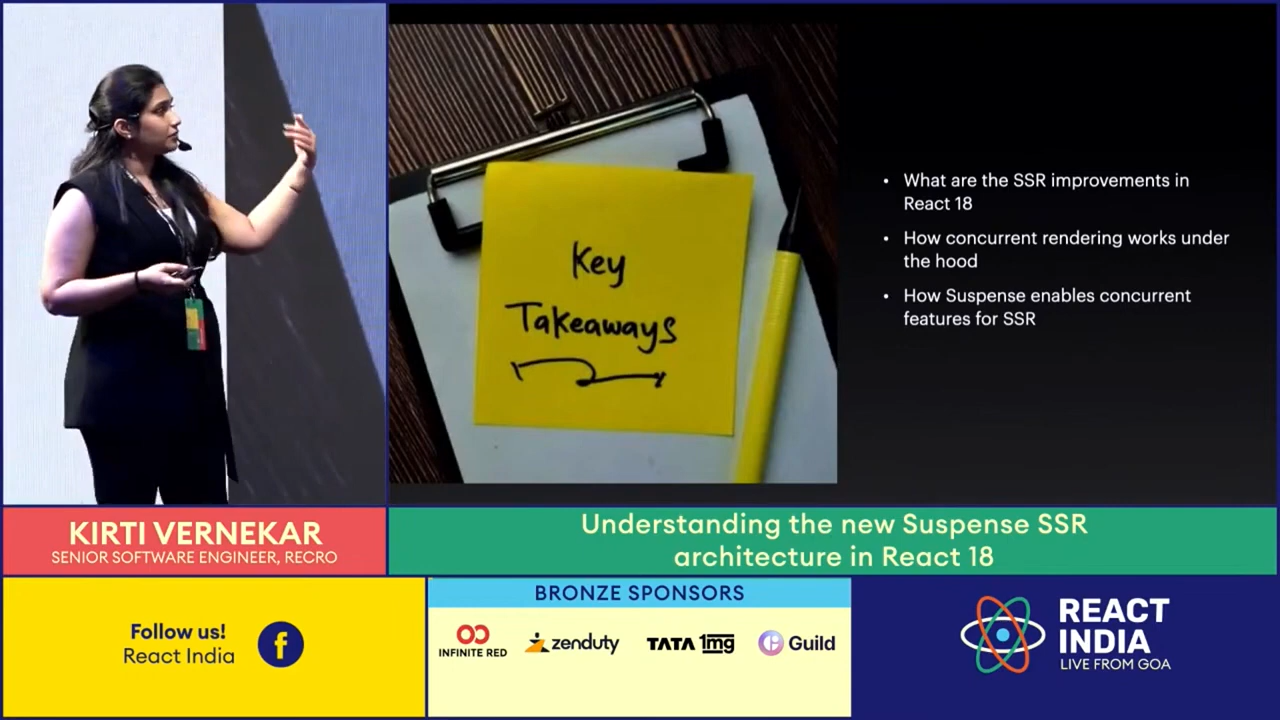 Key
Takeaways
• What are the SSR improvements in
React 18
• How concurrent rendering works under
the hood
• How Suspense enables concurrent
features for SSR
KIRTI VERNEKAR
SENIOR SOFTWARE ENGINEER, RECRO
Understanding the new Suspense SSR
architecture in React 18
Follow us!
React India
f
BRONZE SPONSORS
INFINITE RED
zenduty
TATA 1mg
Guild
REACT
INDIA
LIVE FROM GOA